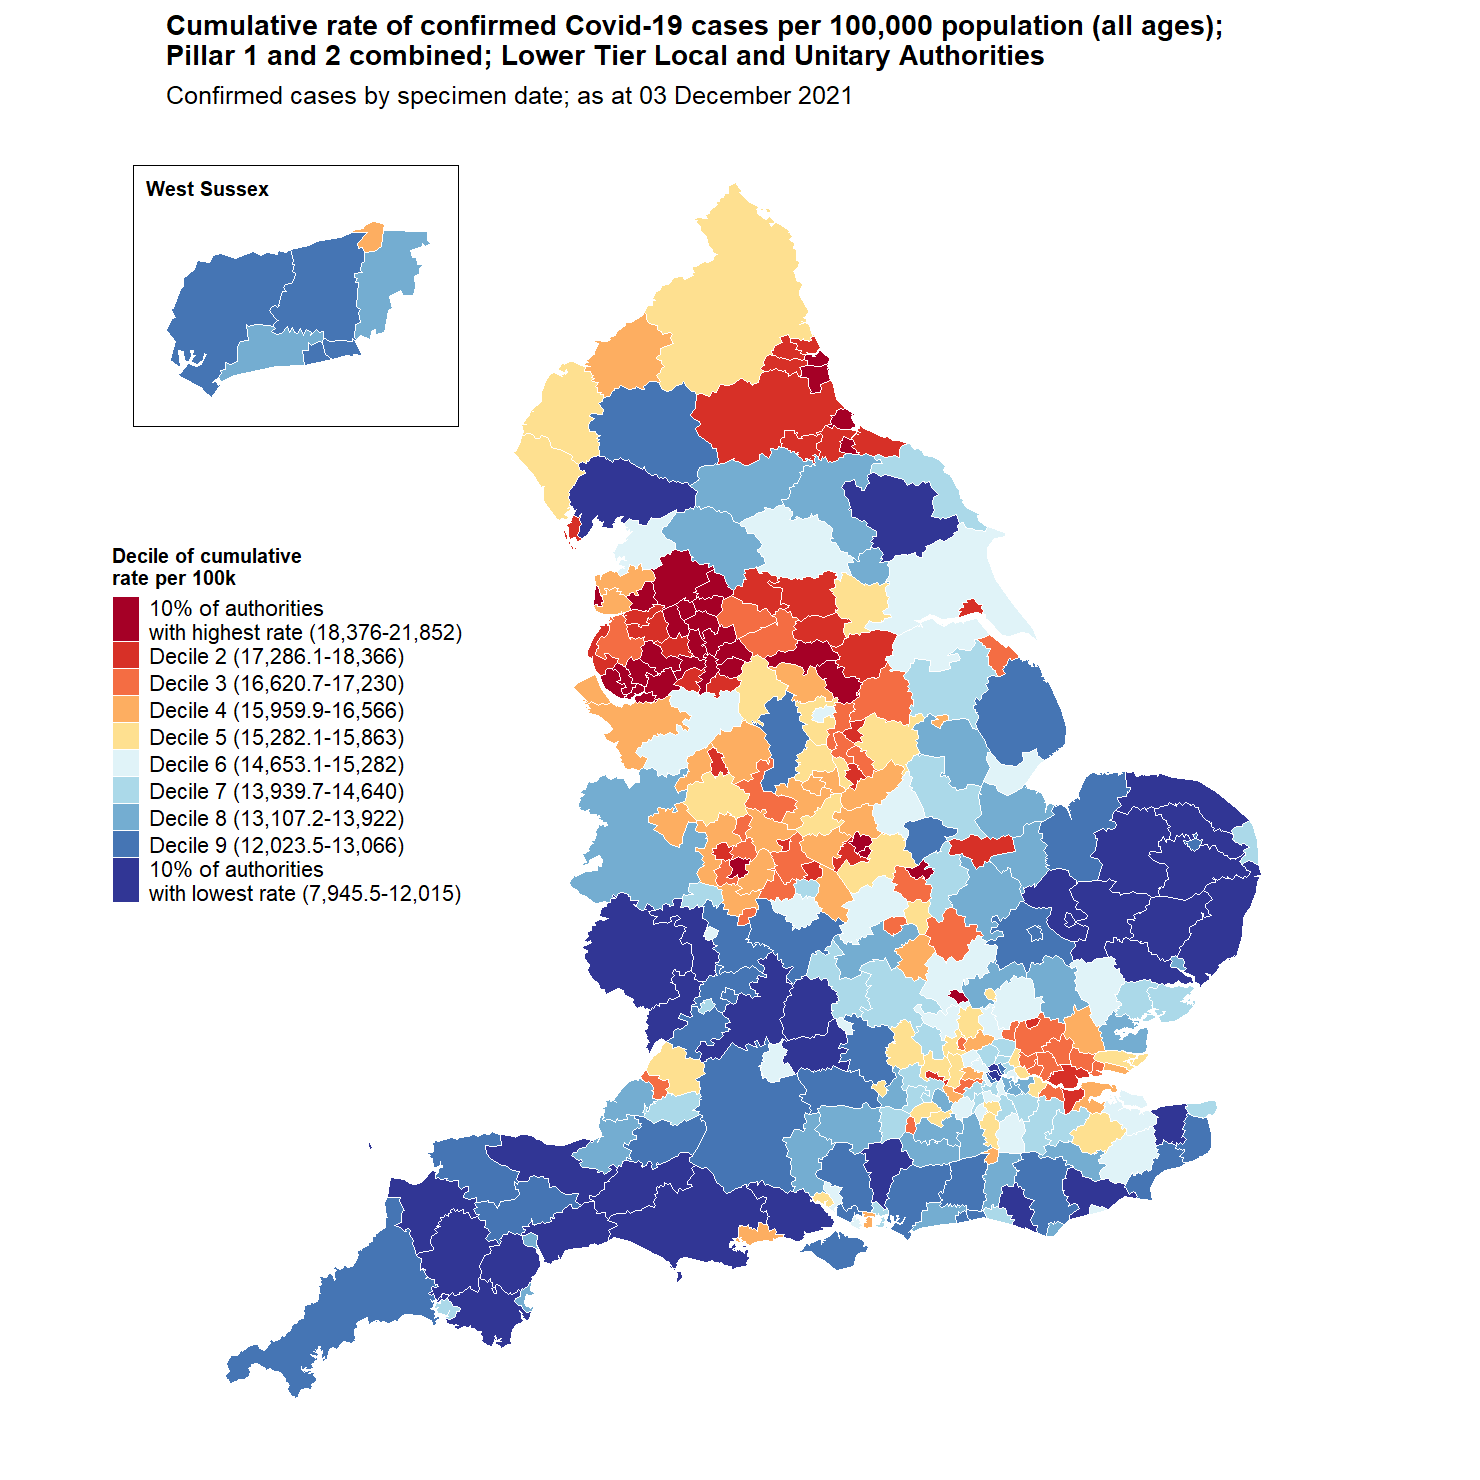 Cumulative rate of confirmed Covid-19 cases per 100,000 population (all ages);
Pillar 1 and 2 combined; Lower Tier Local and Unitary Authorities
Confirmed cases by specimen date; as at 03 December 2021
West Sussex
Decile of cumulative
rate per 100k
10% of authorities
with highest rate (18,376-21,852)
Decile 2 (17,286.1-18,366)
Decile 3 (16,620.7-17,230)
Decile 4 (15,959.9-16,566)
Decile 5 (15,282.1-15,863)
Decile 6 (14,653.1-15,282)
Decile 7 (13,939.7-14,640)
Decile 8 (13,107.2-13,922)
Decile 9 (12,023.5-13,066)
10% of authorities
with lowest rate (7,945.5-12,015)